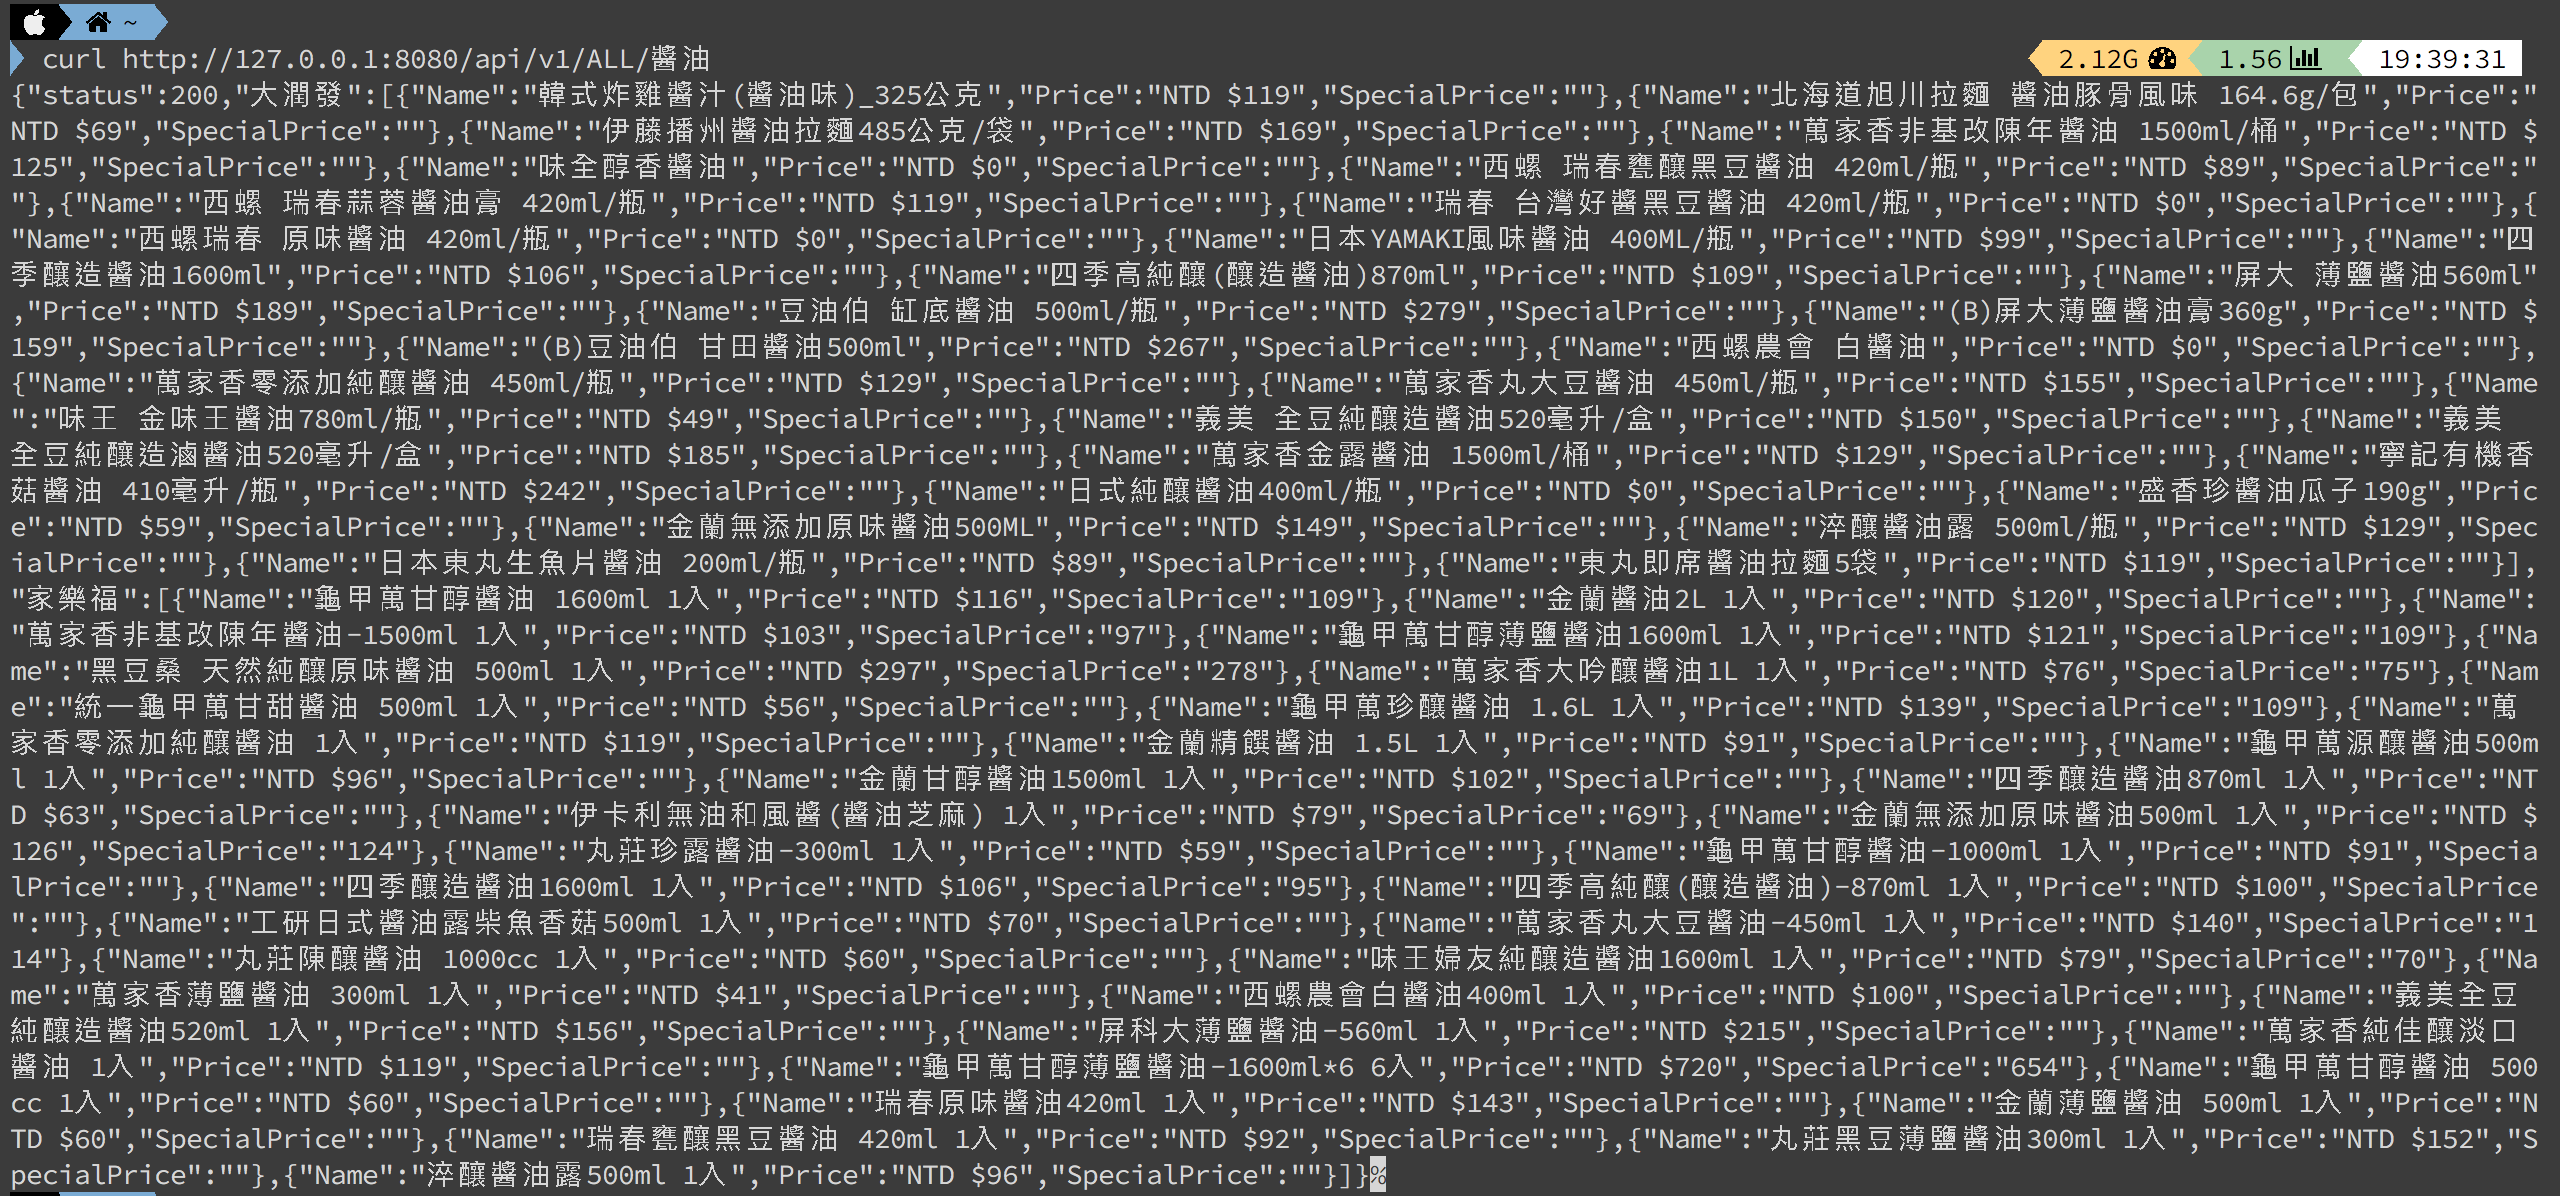 ~
curl http://127.0.0.1:8080/api/v1/ALL/醬油
2.12G 1.56 19:39:31
{"status":200,"大潤發":[{"Name":"韓式炸雞醬汁(醬油味)_325公克","Price":"NTD $119","SpecialPrice":""},{"Name":"北海道旭川拉麵 醬油豚骨風味 164.6g/包","Price":"
NTD $69","SpecialPrice":""},{"Name":"伊藤播州醬油拉麵485公克/袋","Price":"NTD $169","SpecialPrice":""},{"Name":"萬家香非基改陳年醬油 1500ml/桶","Price":"NTD $
125","SpecialPrice":""},{"Name":"味全醇香醬油","Price":"NTD $0","SpecialPrice":""},{"Name":"西螺 瑞春甕釀黑豆醬油 420ml/瓶","Price":"NTD $89","SpecialPrice":"
"},{"Name":"西螺 瑞春蒜蓉醬油膏 420ml/瓶","Price":"NTD $119","SpecialPrice":""},{"Name":"瑞春 台灣好醬黑豆醬油 420ml/瓶","Price":"NTD $0","SpecialPrice":""},{
"Name":"西螺瑞春 原味醬油 420ml/瓶","Price":"NTD $0","SpecialPrice":""},{"Name":"日本YAMAKI風味醬油 400ML/瓶","Price":"NTD $99","SpecialPrice":""},{"Name":"四
季釀造醬油1600ml","Price":"NTD $106","SpecialPrice":""},{"Name":"四季高純釀(釀造醬油)870ml","Price":"NTD $109","SpecialPrice":""},{"Name":"屏大 薄鹽醬油560ml"
,"Price":"NTD $189","SpecialPrice":""},{"Name":"豆油伯 缸底醬油 500ml/瓶","Price":"NTD $279","SpecialPrice":""},{"Name":"(B)屏大薄鹽醬油膏360g","Price":"NTD $
159","SpecialPrice":""},{"Name":"(B)豆油伯 甘田醬油500ml","Price":"NTD $267","SpecialPrice":""},{"Name":"西螺農會 白醬油","Price":"NTD $0","SpecialPrice":""},
{"Name":"萬家香零添加純釀醬油 450ml/瓶","Price":"NTD $129","SpecialPrice":""},{"Name":"萬家香丸大豆醬油 450ml/瓶","Price":"NTD $155","SpecialPrice":""},{"Name
":"味王 金味王醬油780ml/瓶","Price":"NTD $49","SpecialPrice":""},{"Name":"義美 全豆純釀造醬油520毫升/盒","Price":"NTD $150","SpecialPrice":""},{"Name":"義美
全豆純釀造滷醬油520毫升/盒","Price":"NTD $185","SpecialPrice":""},{"Name":"萬家香金露醬油 1500ml/桶","Price":"NTD $129","SpecialPrice":""},{"Name":"寧記有機香
菇醬油 410毫升/瓶","Price":"NTD $242","SpecialPrice":""},{"Name":"日式純釀醬油400ml/瓶","Price":"NTD $0","SpecialPrice":""},{"Name":"盛香珍醬油瓜子190g","Pric
e":"NTD $59","SpecialPrice":""},{"Name":"金蘭無添加原味醬油500ML","Price":"NTD $149","SpecialPrice":""},{"Name":"淬釀醬油露 500ml/瓶","Price":"NTD $129","Spec
ialPrice":""},{"Name":"日本東丸生魚片醬油 200ml/瓶","Price":"NTD $89","SpecialPrice":""},{"Name":"東丸即席醬油拉麵5袋","Price":"NTD $119","SpecialPrice":""}],
"家樂福":[{"Name":"龜甲萬甘醇醬油 1600ml 1入","Price":"NTD $116","SpecialPrice":"109"},{"Name":"金蘭醬油2L 1入","Price":"NTD $120","SpecialPrice":""},{"Name":
"萬家香非基改陳年醬油-1500ml 1入","Price":"NTD $103","SpecialPrice":"97"},{"Name":"龜甲萬甘醇薄鹽醬油1600ml 1入","Price":"NTD $121","SpecialPrice":"109"},{"Na
me":"黑豆桑 天然純釀原味醬油 500ml 1入","Price":"NTD $297","SpecialPrice":"278"},{"Name":"萬家香大吟釀醬油1L 1入","Price":"NTD $76","SpecialPrice":"75"},{"Nam
e":"統一龜甲萬甘甜醬油 500ml 1入","Price":"NTD $56","SpecialPrice":""},{"Name":"龜甲萬珍釀醬油 1.6L 1入","Price":"NTD $139","SpecialPrice":"109"},{"Name":"萬
家香零添加純釀醬油 1入","Price":"NTD $119","SpecialPrice":""},{"Name":"金蘭精饌醬油 1.5L 1入","Price":"NTD $91","SpecialPrice":""},{"Name":"龜甲萬源釀醬油500m
l 1入","Price":"NTD $96","SpecialPrice":""},{"Name":"金蘭甘醇醬油1500ml 1入","Price":"NTD $102","SpecialPrice":""},{"Name":"四季釀造醬油870ml 1入","Price":"NT
D $63","SpecialPrice":""},{"Name":"伊卡利無油和風醬(醬油芝麻) 1入","Price":"NTD $79","SpecialPrice":"69"},{"Name":"金蘭無添加原味醬油500ml 1入","Price":"NTD $
126","SpecialPrice":"124"},{"Name":"丸莊珍露醬油-300ml 1入","Price":"NTD $59","SpecialPrice":""},{"Name":"龜甲萬甘醇醬油-1000ml 1入","Price":"NTD $91","Specia
lPrice":""},{"Name":"四季釀造醬油1600ml 1入","Price":"NTD $106","SpecialPrice":"95"},{"Name":"四季高純釀(釀造醬油)-870ml 1入","Price":"NTD $100","SpecialPrice
":""},{"Name":"工研日式醬油露柴魚香菇500ml 1入","Price":"NTD $70","SpecialPrice":""},{"Name":"萬家香丸大豆醬油-450ml 1入","Price":"NTD $140","SpecialPrice":"1
14"},{"Name":"丸莊陳釀醬油 1000cc 1入","Price":"NTD $60","SpecialPrice":""},{"Name":"味王婦友純釀造醬油1600ml 1入","Price":"NTD $79","SpecialPrice":"70"},{"Na
me":"萬家香薄鹽醬油 300ml 1入","Price":"NTD $41","SpecialPrice":""},{"Name":"西螺農會白醬油400ml 1入","Price":"NTD $100","SpecialPrice":""},{"Name":"義美全豆
純釀造醬油520ml 1入","Price":"NTD $156","SpecialPrice":""},{"Name":"屏科大薄鹽醬油-560ml 1入","Price":"NTD $215","SpecialPrice":""},{"Name":"萬家香純佳釀淡口
醬油 1入","Price":"NTD $119","SpecialPrice":""},{"Name":"龜甲萬甘醇薄鹽醬油-1600ml*6 6入","Price":"NTD $720","SpecialPrice":"654"},{"Name":"龜甲萬甘醇醬油 500
cc 1入","Price":"NTD $60","SpecialPrice":""},{"Name":"瑞春原味醬油420ml 1入","Price":"NTD $143","SpecialPrice":""},{"Name":"金蘭薄鹽醬油 500ml 1入","Price":"N
TD $60","SpecialPrice":""},{"Name":"瑞春甕釀黑豆醬油 420ml 1入","Price":"NTD $92","SpecialPrice":""},{"Name":"丸莊黑豆薄鹽醬油300ml 1入","Price":"NTD $152","S
pecialPrice":""},{"Name":"淬釀醬油露500ml 1入","Price":"NTD $96","SpecialPrice":""}]}%